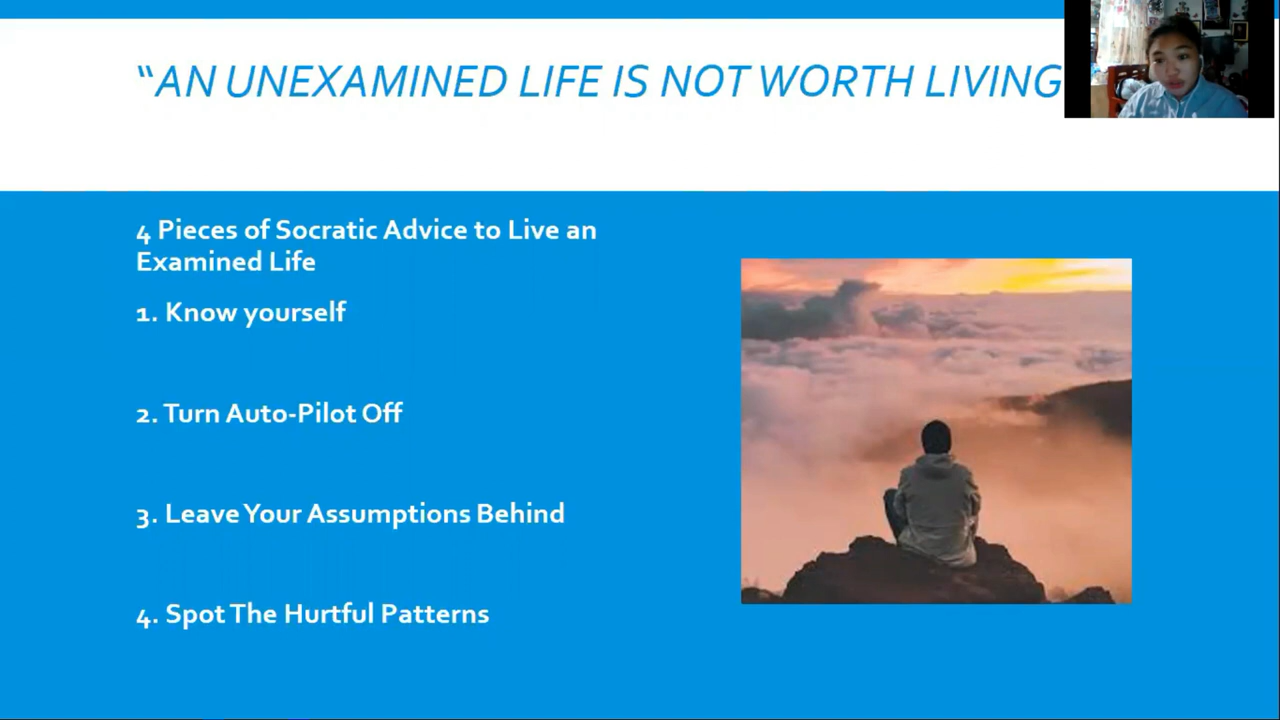 “AN UNEXAMINED LIFE IS NOT WORTH LIVING
4 Pieces of Socratic Advice to Live an
Examined Life
1. Know yourself
2. Turn Auto-Pilot Off
3. Leave Your Assumptions Behind
4. Spot The Hurtful Patterns